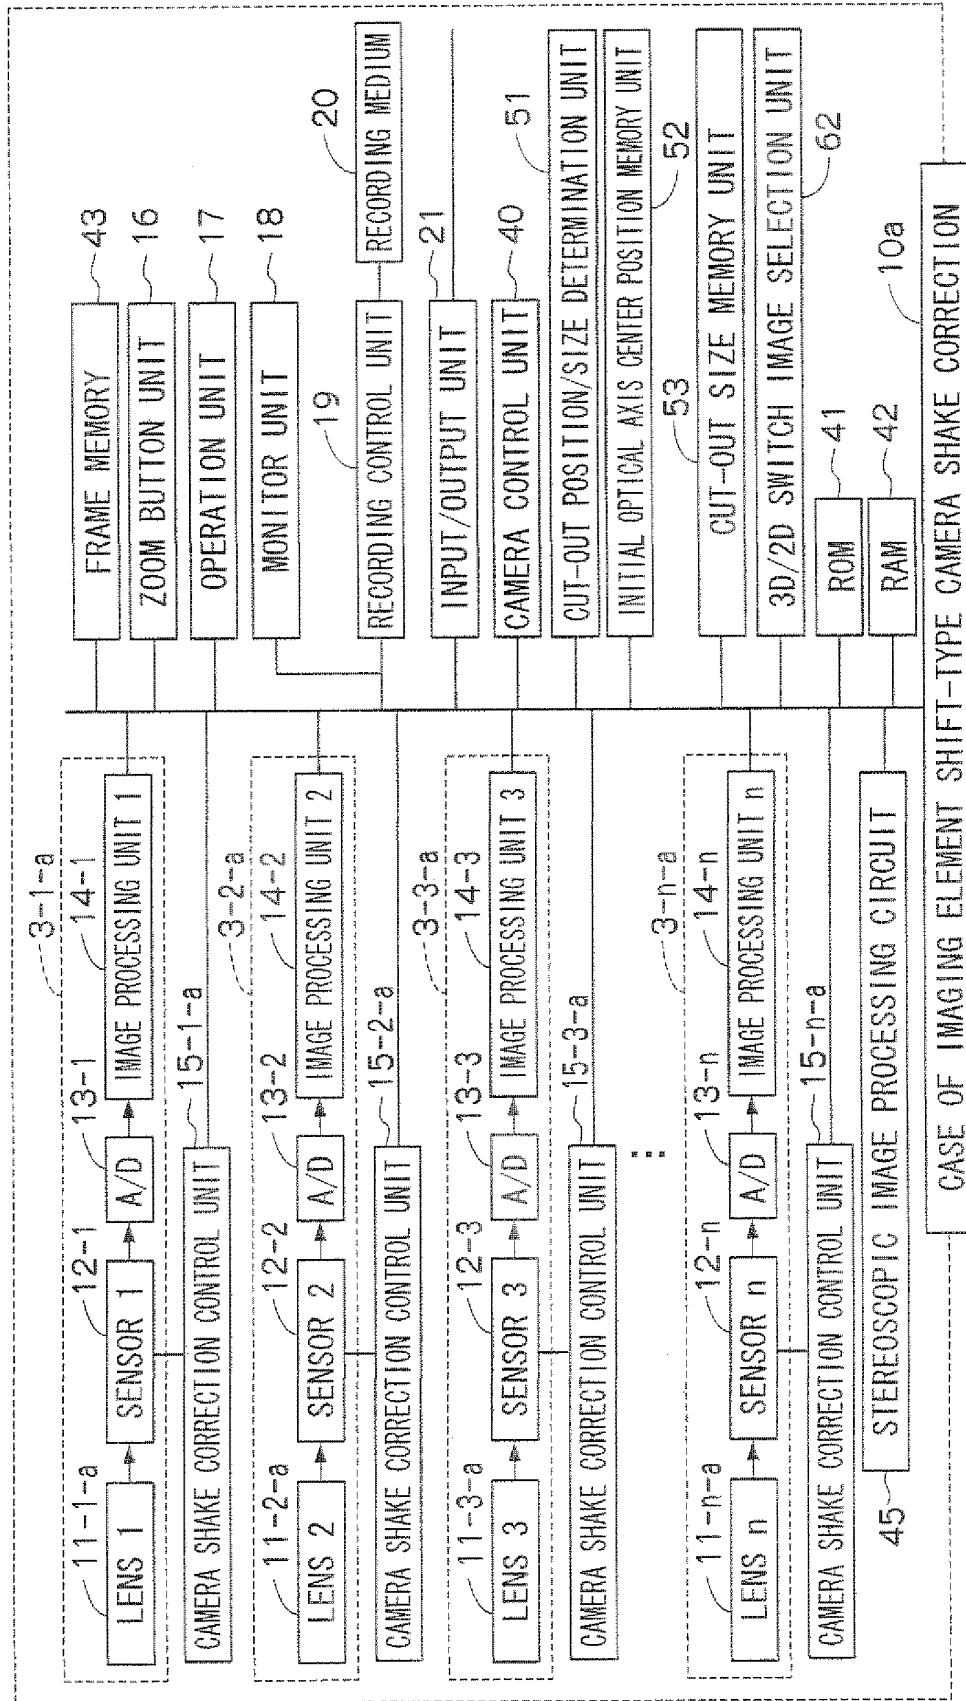 3-1-a
11-1-a
12-1
13-1
14-1
LENS 1
SENSOR 1
A/D
IMAGE PROCESSING UNIT 1
15-1-a
CAMERA SHAKE CORRECTION CONTROL UNIT
3-2-a
11-2-a
12-2
13-2
14-2
LENS 2
SENSOR 2
A/D
IMAGE PROCESSING UNIT 2
15-2-a
CAMERA SHAKE CORRECTION CONTROL UNIT
3-3-a
11-3-a
12-3
13-3
14-3
LENS 3
SENSOR 3
A/D
IMAGE PROCESSING UNIT 3
15-3-a
CAMERA SHAKE CORRECTION CONTROL UNIT
...
3-n-a
11-n-a
12-n
13-n
14-n
LENS n
SENSOR n
A/D
IMAGE PROCESSING UNIT n
15-n-a
CAMERA SHAKE CORRECTION CONTROL UNIT
45
STEREOSCOPIC IMAGE PROCESSING CIRCUIT
FRAME MEMORY
43
ZOOM BUTTON UNIT
16
OPERATION UNIT
17
MONITOR UNIT
18
19
20
RECORDING CONTROL UNIT
RECORDING MEDIUM
21
INPUT/OUTPUT UNIT
CAMERA CONTROL UNIT
40
51
CUT-OUT POSITION/SIZE DETERMINATION UNIT
INITIAL OPTICAL AXIS CENTER POSITION MEMORY UNIT
52
53
CUT-OUT SIZE MEMORY UNIT
3D/2D SWITCH IMAGE SELECTION UNIT
62
ROM
41
RAM
42
10a
CASE OF IMAGING ELEMENT SHIFT-TYPE CAMERA SHAKE CORRECTION